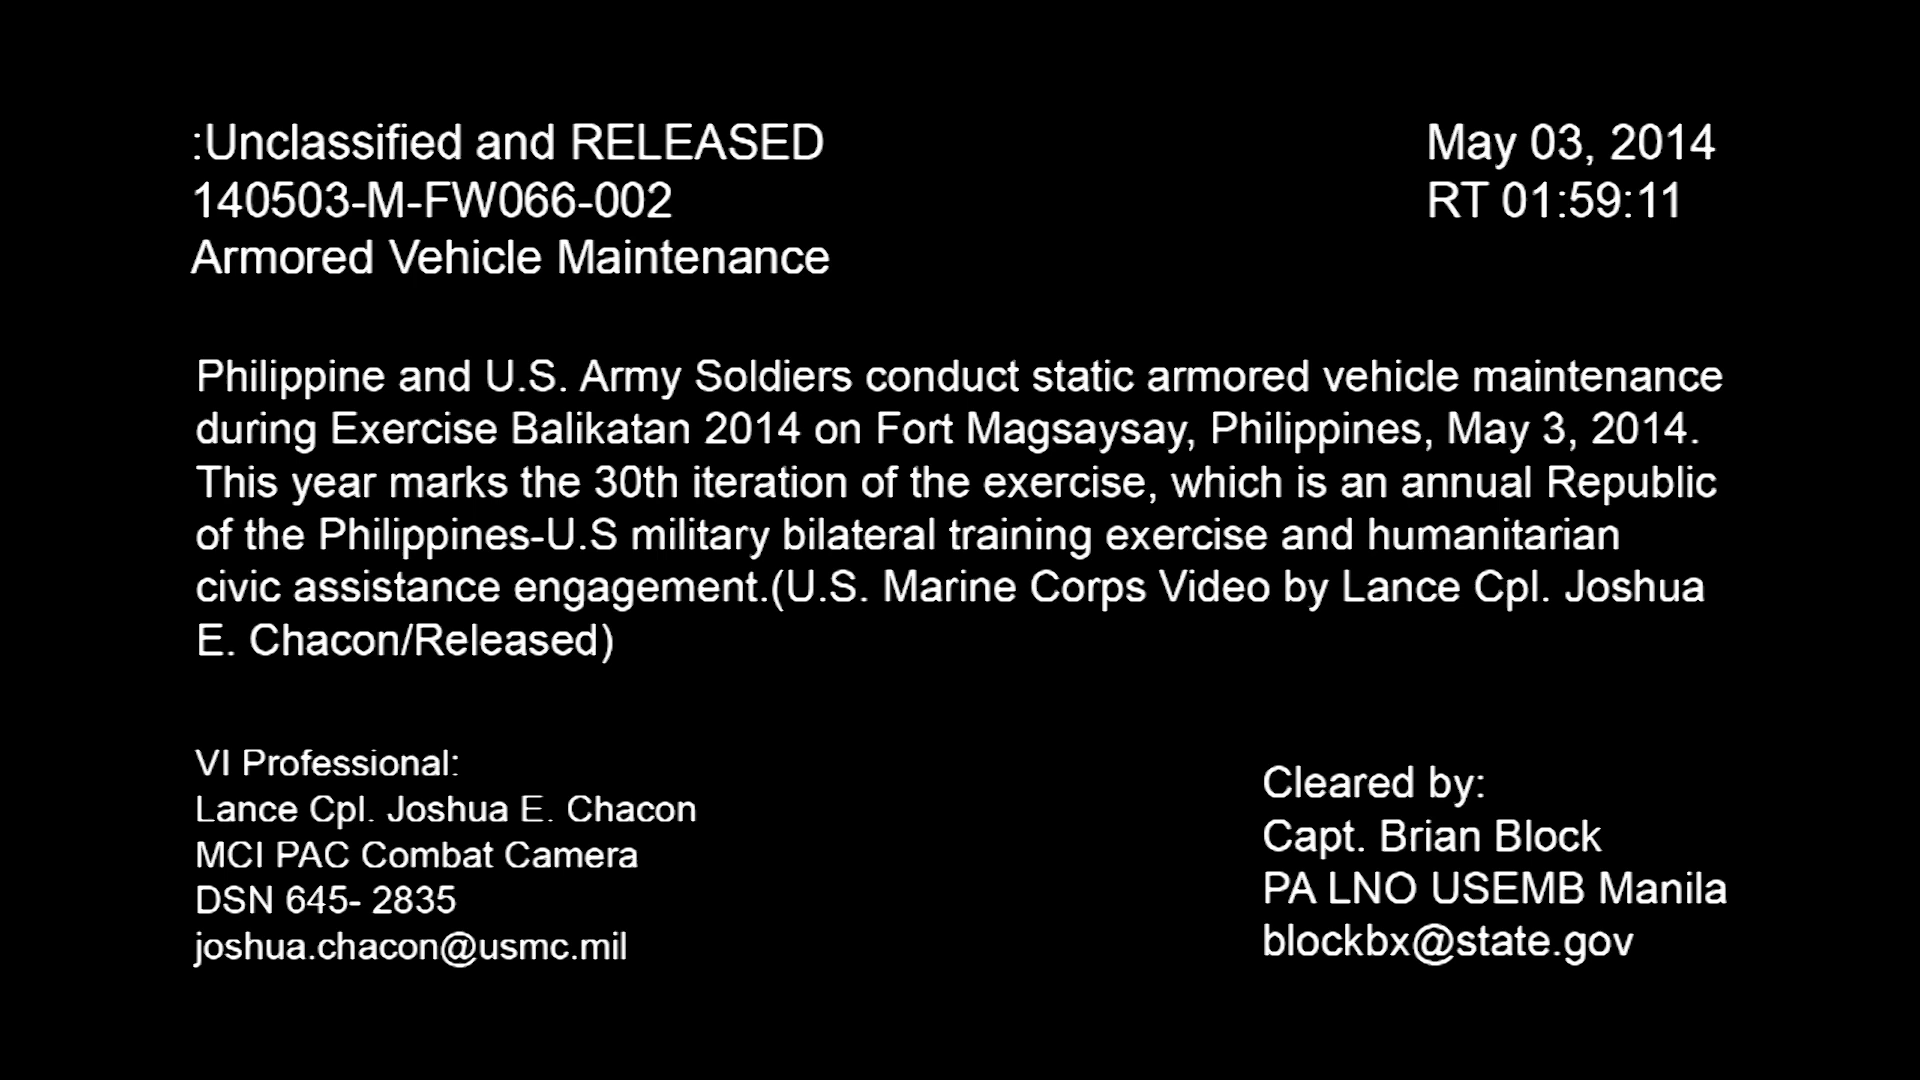 :Unclassified and RELEASED
140503-M-FW066-002
Armored Vehicle Maintenance
May 03, 2014
RT 01:59:11
Philippine and U.S. Army Soldiers conduct static armored vehicle maintenance
during Exercise Balikatan 2014 on Fort Magsaysay, Philippines, May 3, 2014.
This year marks the 30th iteration of the exercise, which is an annual Republic
of the Philippines-U.S military bilateral training exercise and humanitarian
civic assistance engagement.(U.S. Marine Corps Video by Lance Cpl. Joshua
E. Chacon/Released)
VI Professional:
Lance Cpl. Joshua E. Chacon
MCI PAC Combat Camera
DSN 645- 2835
joshua.chacon@usmc.mil
Cleared by:
Capt. Brian Block
PA LNO USEMB Manila
blockbx@state.gov